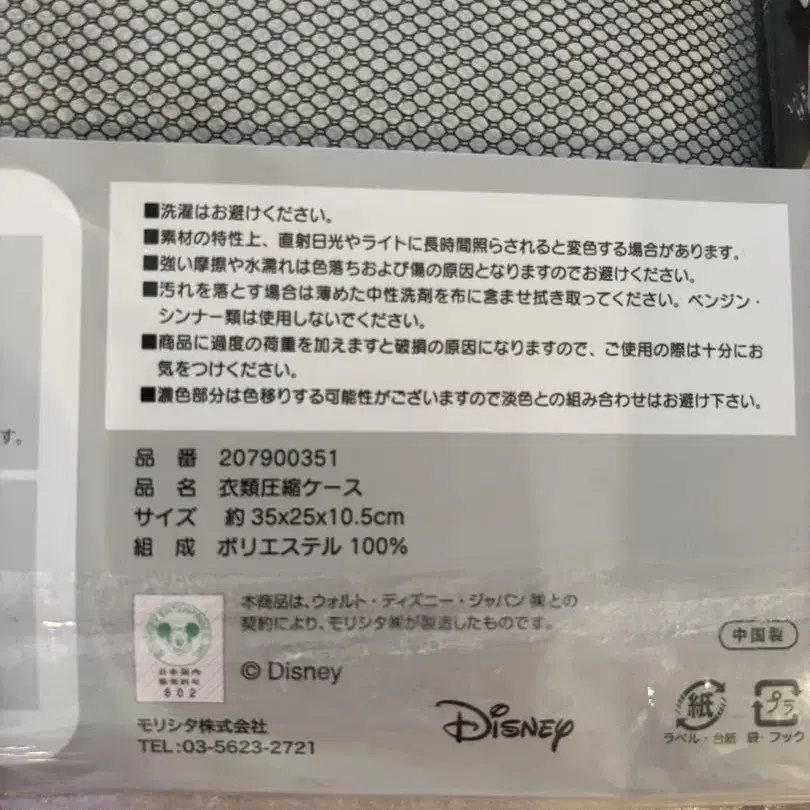 ■洗濯はお避けください。
■素材の特性上、直射日光やライトに長時間照らされると変色する場合があります。
■強い摩擦や水濡れは色落ちおよび傷の原因となりますのでお避けください。
■汚れを落とす場合は薄めた中性洗剤を布に含ませ拭き取ってください。ベンジン・
シンナー類は使用しないでください。
■商品に過度の荷重を加えますと破損の原因になりますので、ご使用の際は十分にお
気をつけください。
■濃色部分は色移りする可能性がございますので淡色との組み合わせはお避け下さい。
す。
品 番 207900351
品 名 衣類圧縮ケース
サイズ 約35x25x10.5cm
組 成 ポリエステル 100%
本商品は、ウォルト・ディズニー・ジャパン㈱との
契約により、モリシタ㈱が製造したものです。
日本国内
802
© Disney
中国製
モリシタ株式会社
TEL:03-5623-2721
Disney
紙
プラ
ラベル・台紙 袋・フック